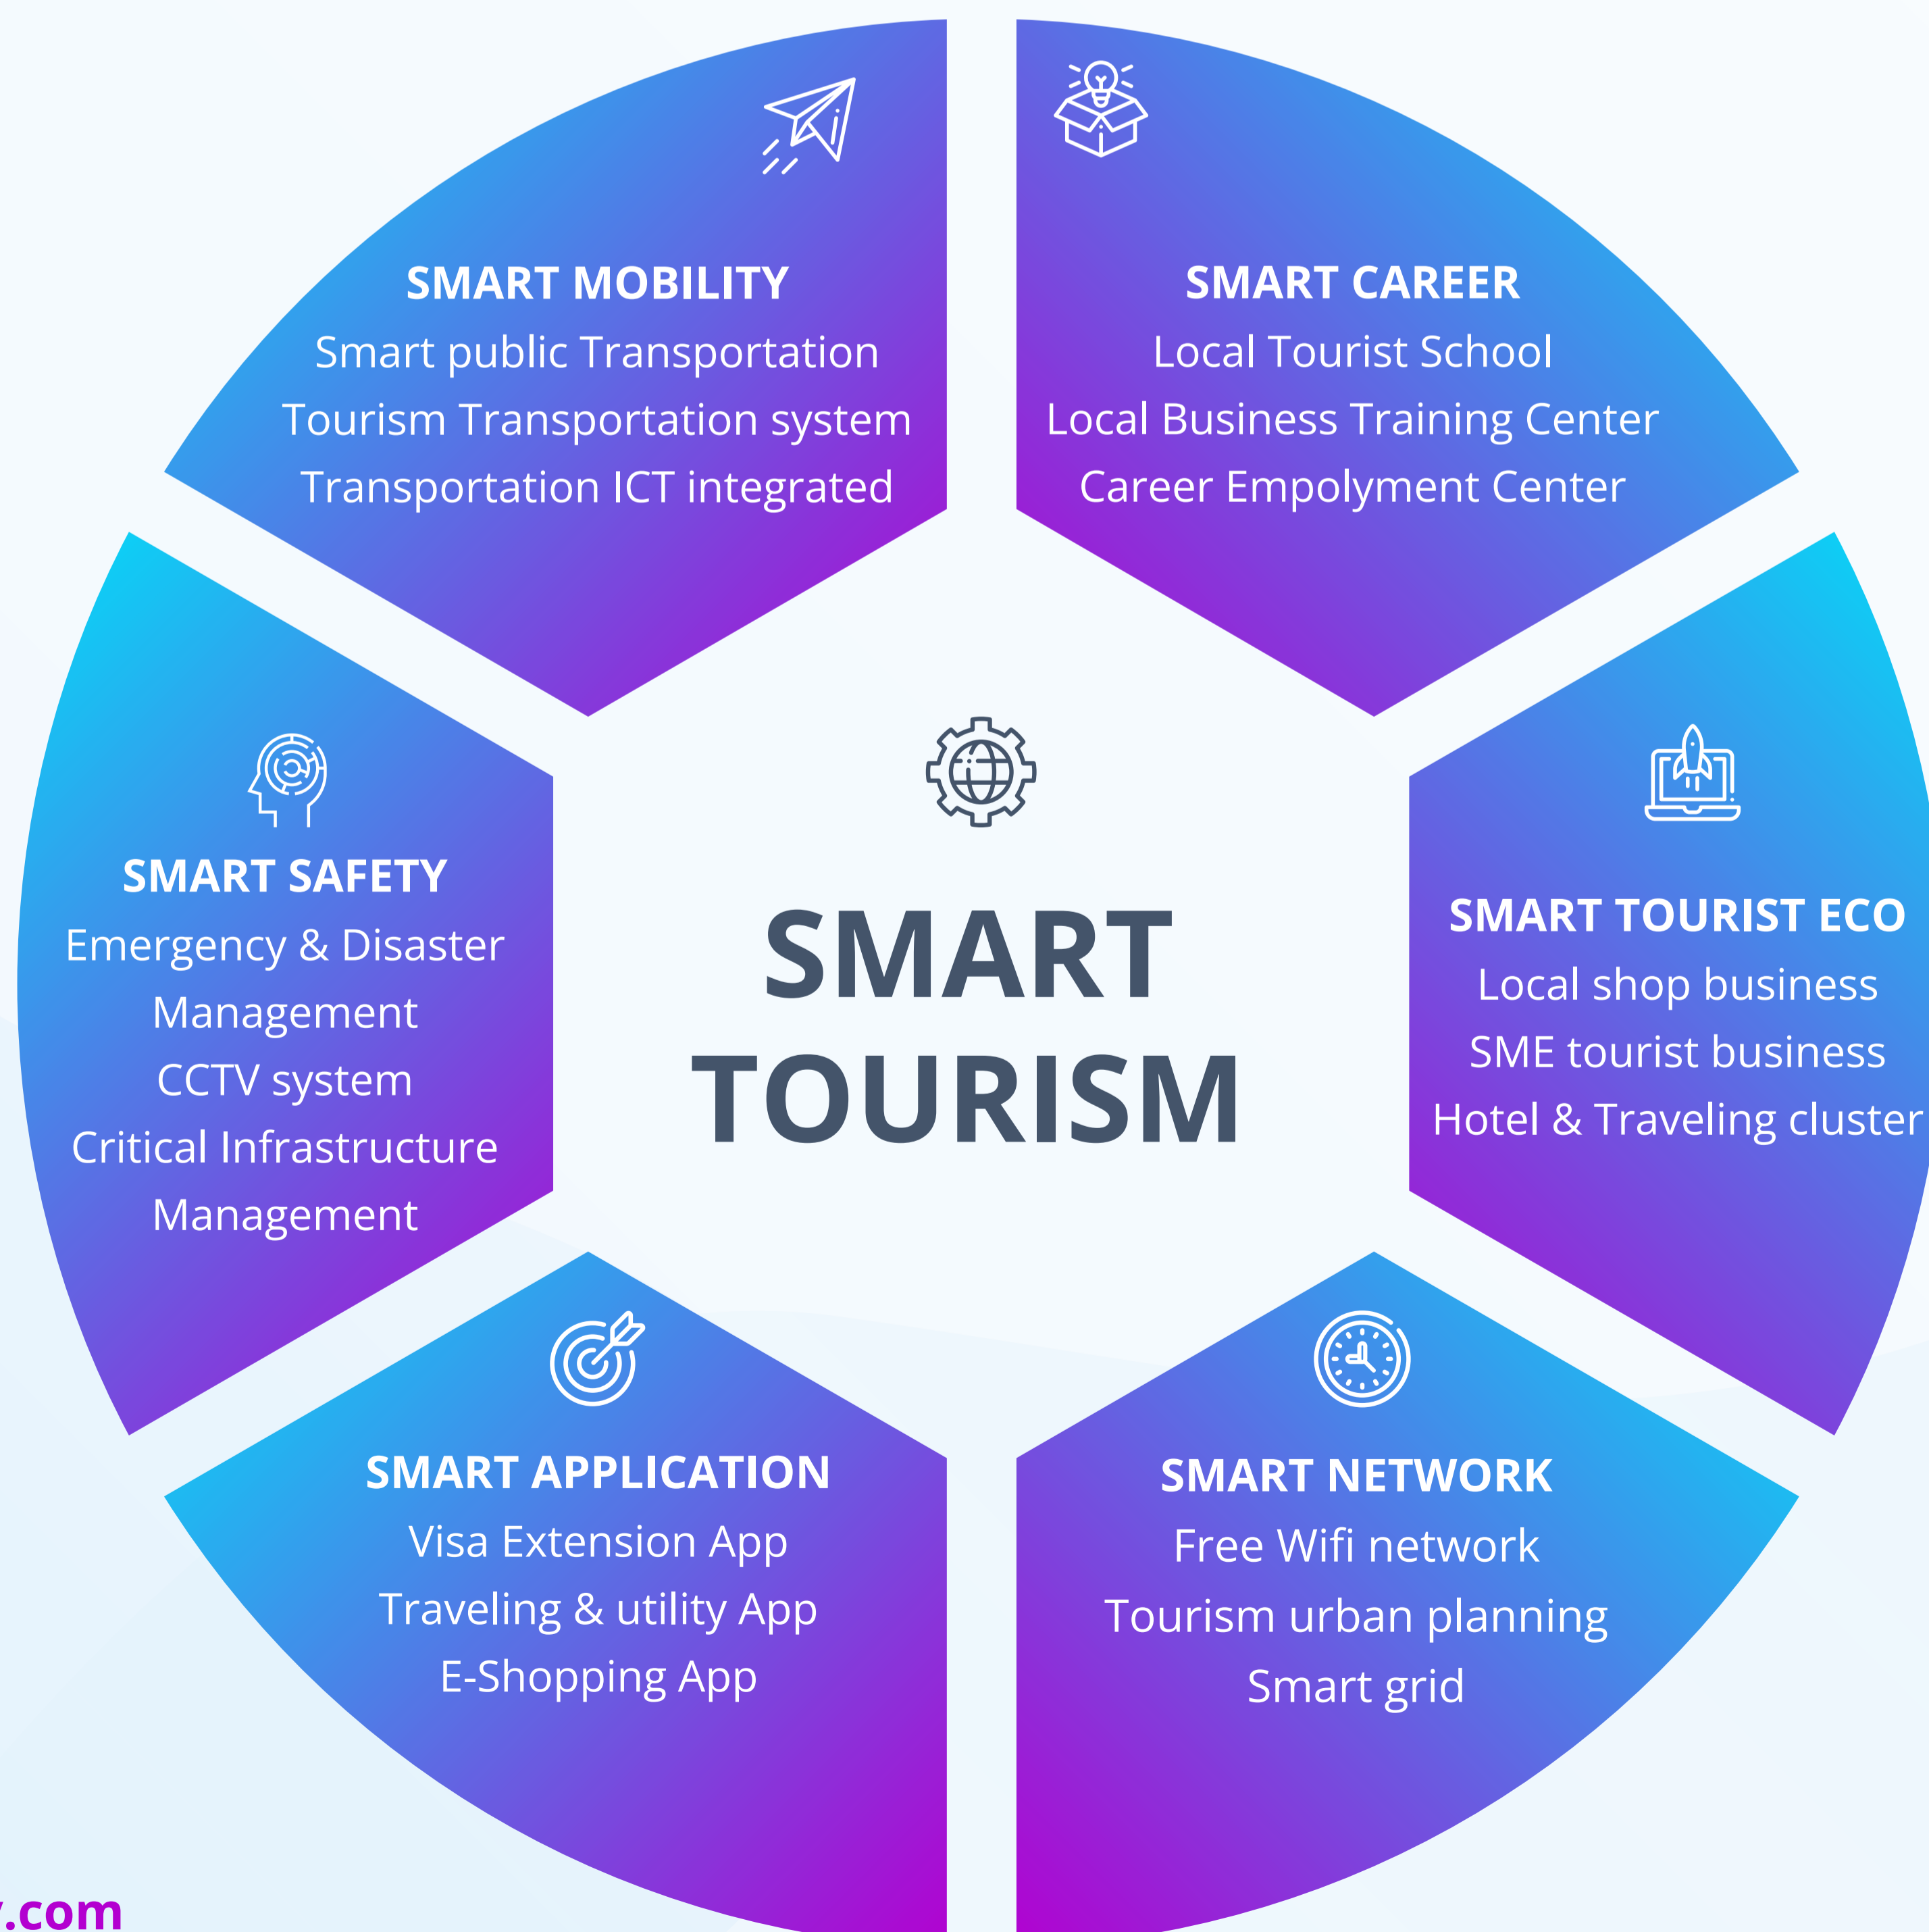 SMART MOBILITY
Smart public Transportation
Tourism Transportation system
Transportation ICT integrated
SMART CAREER
Local Tourist School
Local Business Training Center
Career Empolyment Center
SMART SAFETY
Emergency & Disaster
Management
CCTV system
Critical Infrastructure
Management
SMART
TOURISM
SMART TOURIST ECO
Local shop business
SME tourist business
Hotel & Traveling cluster
SMART APPLICATION
Visa Extension App
Traveling & utility App
E-Shopping App
SMART NETWORK
Free Wifi network
Tourism urban planning
Smart grid
.com